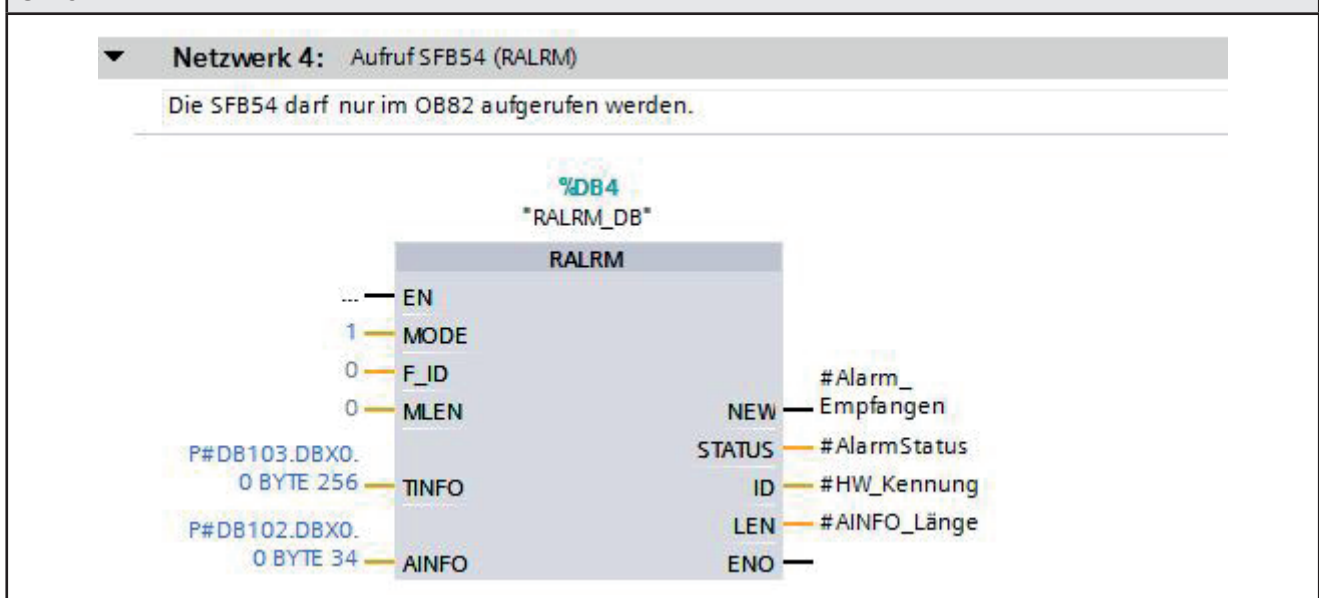 Netzwerk 4: Aufruf SFB54 (RALRM)
Die SFB54 darf nur im OB82 aufgerufen werden.
%DB4
"RALRM_DB"
RALRM
... EN
1 MODE
0 F_ID
#Alarm_
0 MLEN NEW Empfangen
STATUS #AlarmStatus
P#DB103.DBX0.
0 BYTE 256 TINFO ID #HW_Kennung
LEN #AINFO_Länge
P#DB102.DBX0.
0 BYTE 34 AINFO ENO